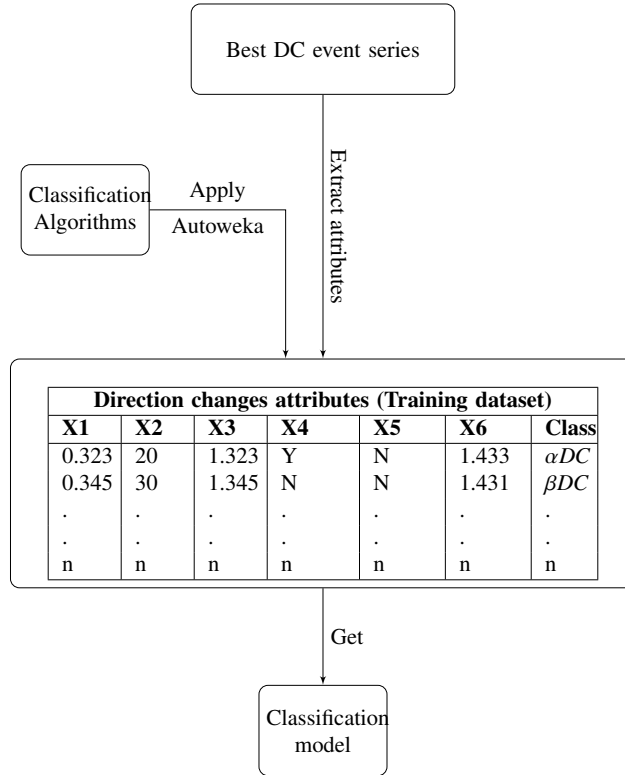 Best DC event series
Extract attributes
Classification
Algorithms
Apply
Autoweka
Direction changes attributes (Training dataset)
X1 X2 X3 X4 X5 X6 Class
0.323 20 1.323 Y N 1.433 αDC
0.345 30 1.345 N N 1.431 βDC
. . . . . . .
. . . . . . .
n n n n n n n
Get
Classification
model